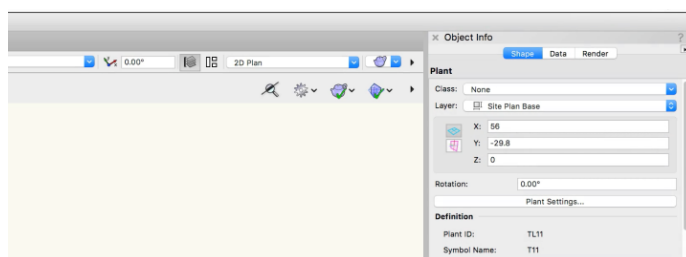 Object Info
?
0.00°
2D Plan
Shape Data Render
Plant
Class: None
Layer: Site Plan Base
X: 56
Y: -29.8
Z: 0
Rotation: 0.00°
Plant Settings...
Definition
Plant ID: TL11
Symbol Name: T11